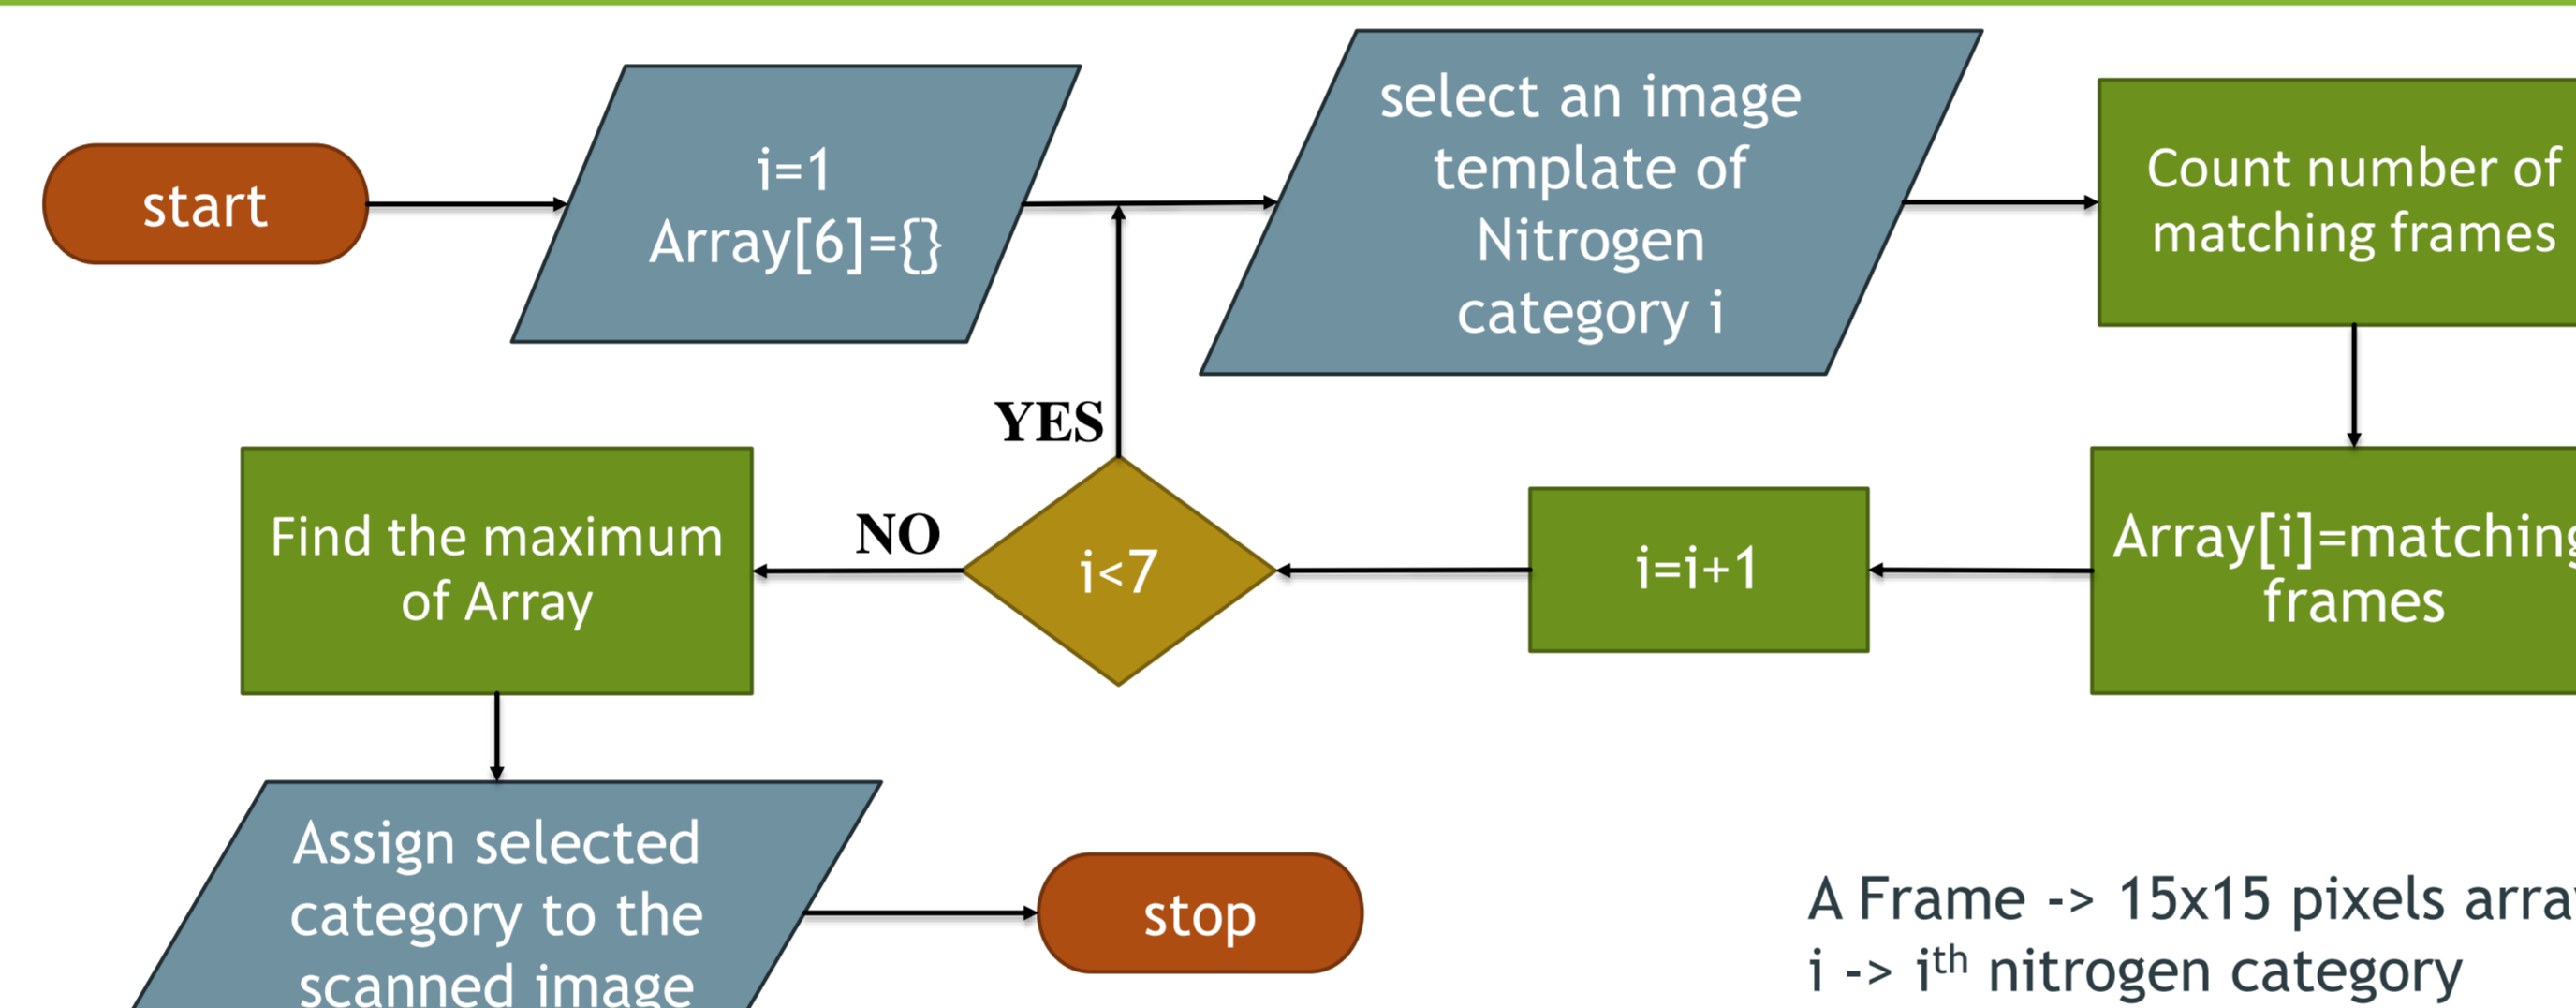 start
i=1
Array[6]={}
select an image
template of
Nitrogen
category i
Count number of
matching frames
Array[i]=matching
frames
i=i+1
i<7
YES
NO
Find the maximum
of Array
Assign selected
category to the
scanned image
stop
A Frame -> 15x15 pixels arra
i -> iᵗʰ nitrogen category